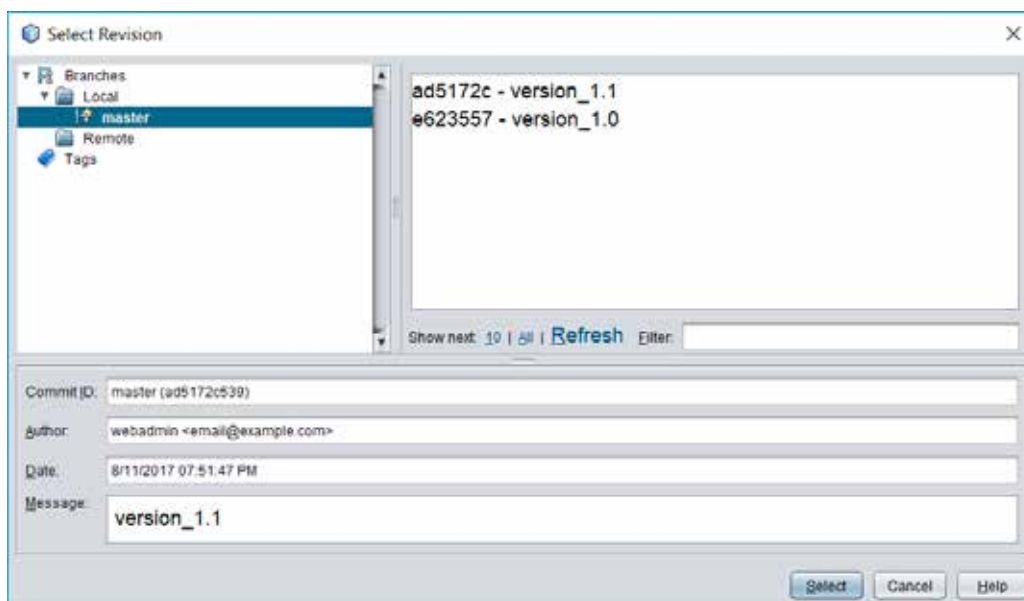 Select Revision
Branches
Local
master
Remote
Tags
ad5172c - version_1.1
e623557 - version_1.0
Show next: 10 | All | Refresh Filter:
Commit ID: master (ad5172c539)
Author: webadmin <email@example.com>
Date: 8/11/2017 07:51:47 PM
Message: version_1.1
Select Cancel Help